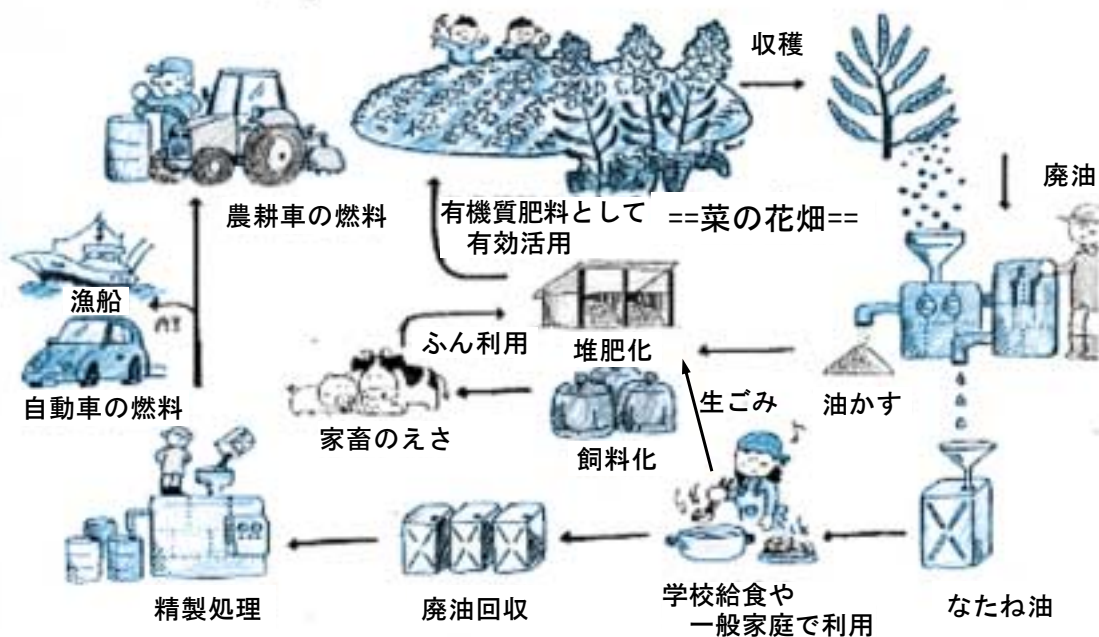 収穫
廃油
農耕車の燃料
有機質肥料として
有効活用
==菜の花畑==
漁船
自動車の燃料
ふん利用
堆肥化
家畜のえさ
飼料化
生ごみ
油かす
精製処理
廃油回収
学校給食や
一般家庭で利用
なたね油